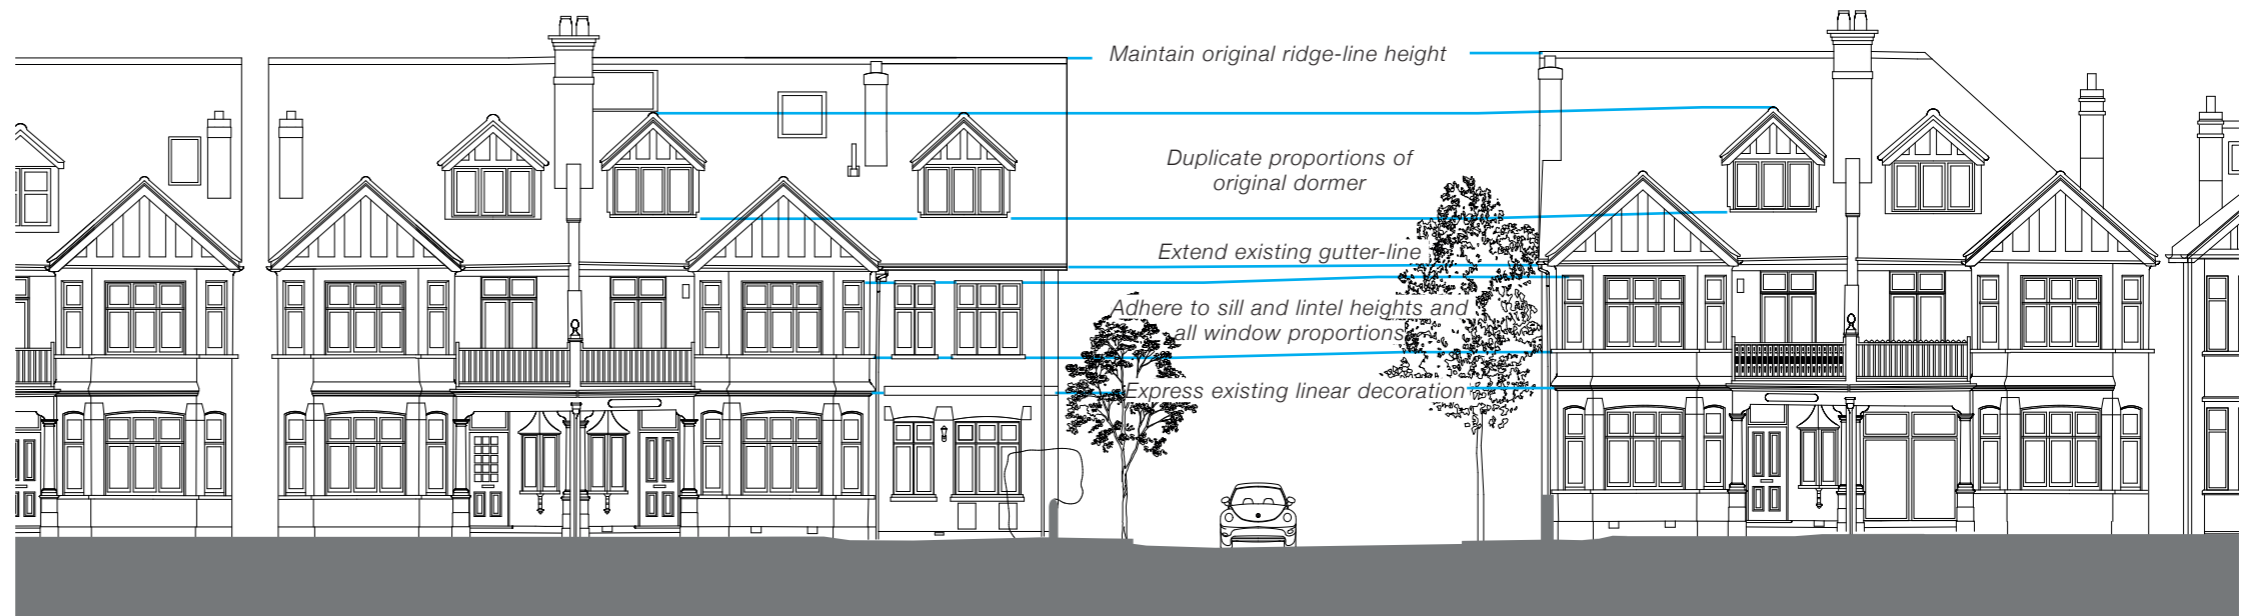 Maintain original ridge-line height
Duplicate proportions of
original dormer
Extend existing gutter-line
Adhere to sill and lintel heights and
all window proportions
Express existing linear decoration